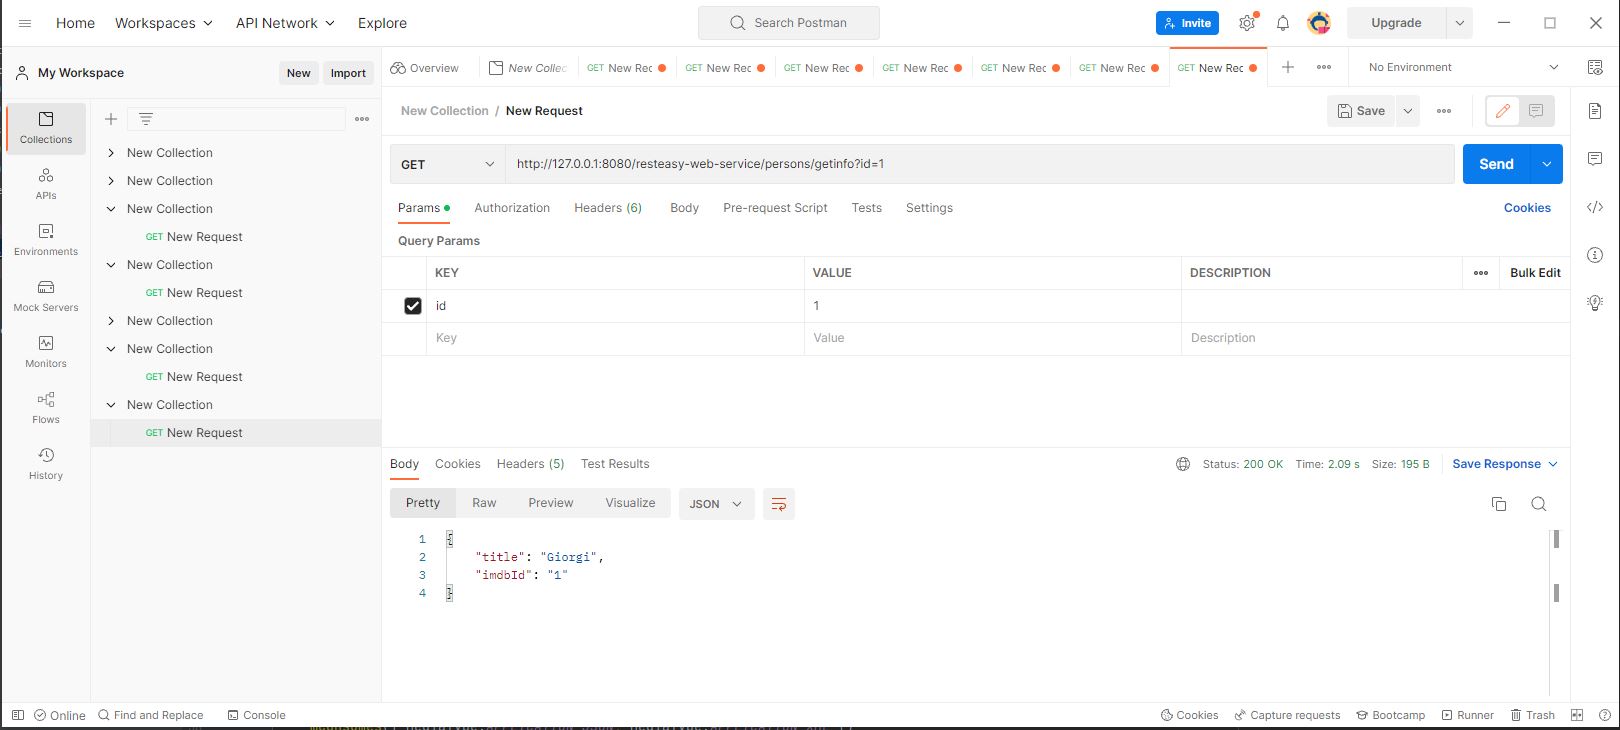 Home Workspaces API Network Explore Search Postman Invite Upgrade
My Workspace New Import
Overview New Collec GET New Rec GET New Rec GET New Rec GET New Rec GET New Rec GET New Rec GET New Rec No Environment
Collections
APIs
Environments
Mock Servers
Monitors
Flows
History
New Collection
New Collection
New Collection
GET New Request
New Collection
GET New Request
New Collection
New Collection
GET New Request
New Collection
GET New Request
New Collection / New Request Save
GET http://127.0.0.1:8080/resteasy-web-service/persons/getinfo?id=1 Send
Params Authorization Headers (6) Body Pre-request Script Tests Settings Cookies
Query Params
KEY VALUE DESCRIPTION Bulk Edit
id 1
Key Value Description
Body Cookies Headers (5) Test Results Status: 200 OK Time: 2.09 s Size: 195 B Save Response
Pretty Raw Preview Visualize JSON
1 {
2 "title": "Giorgi",
3 "imdbId": "1"
4 }
Online Find and Replace Console Cookies Capture requests Bootcamp Runner Trash